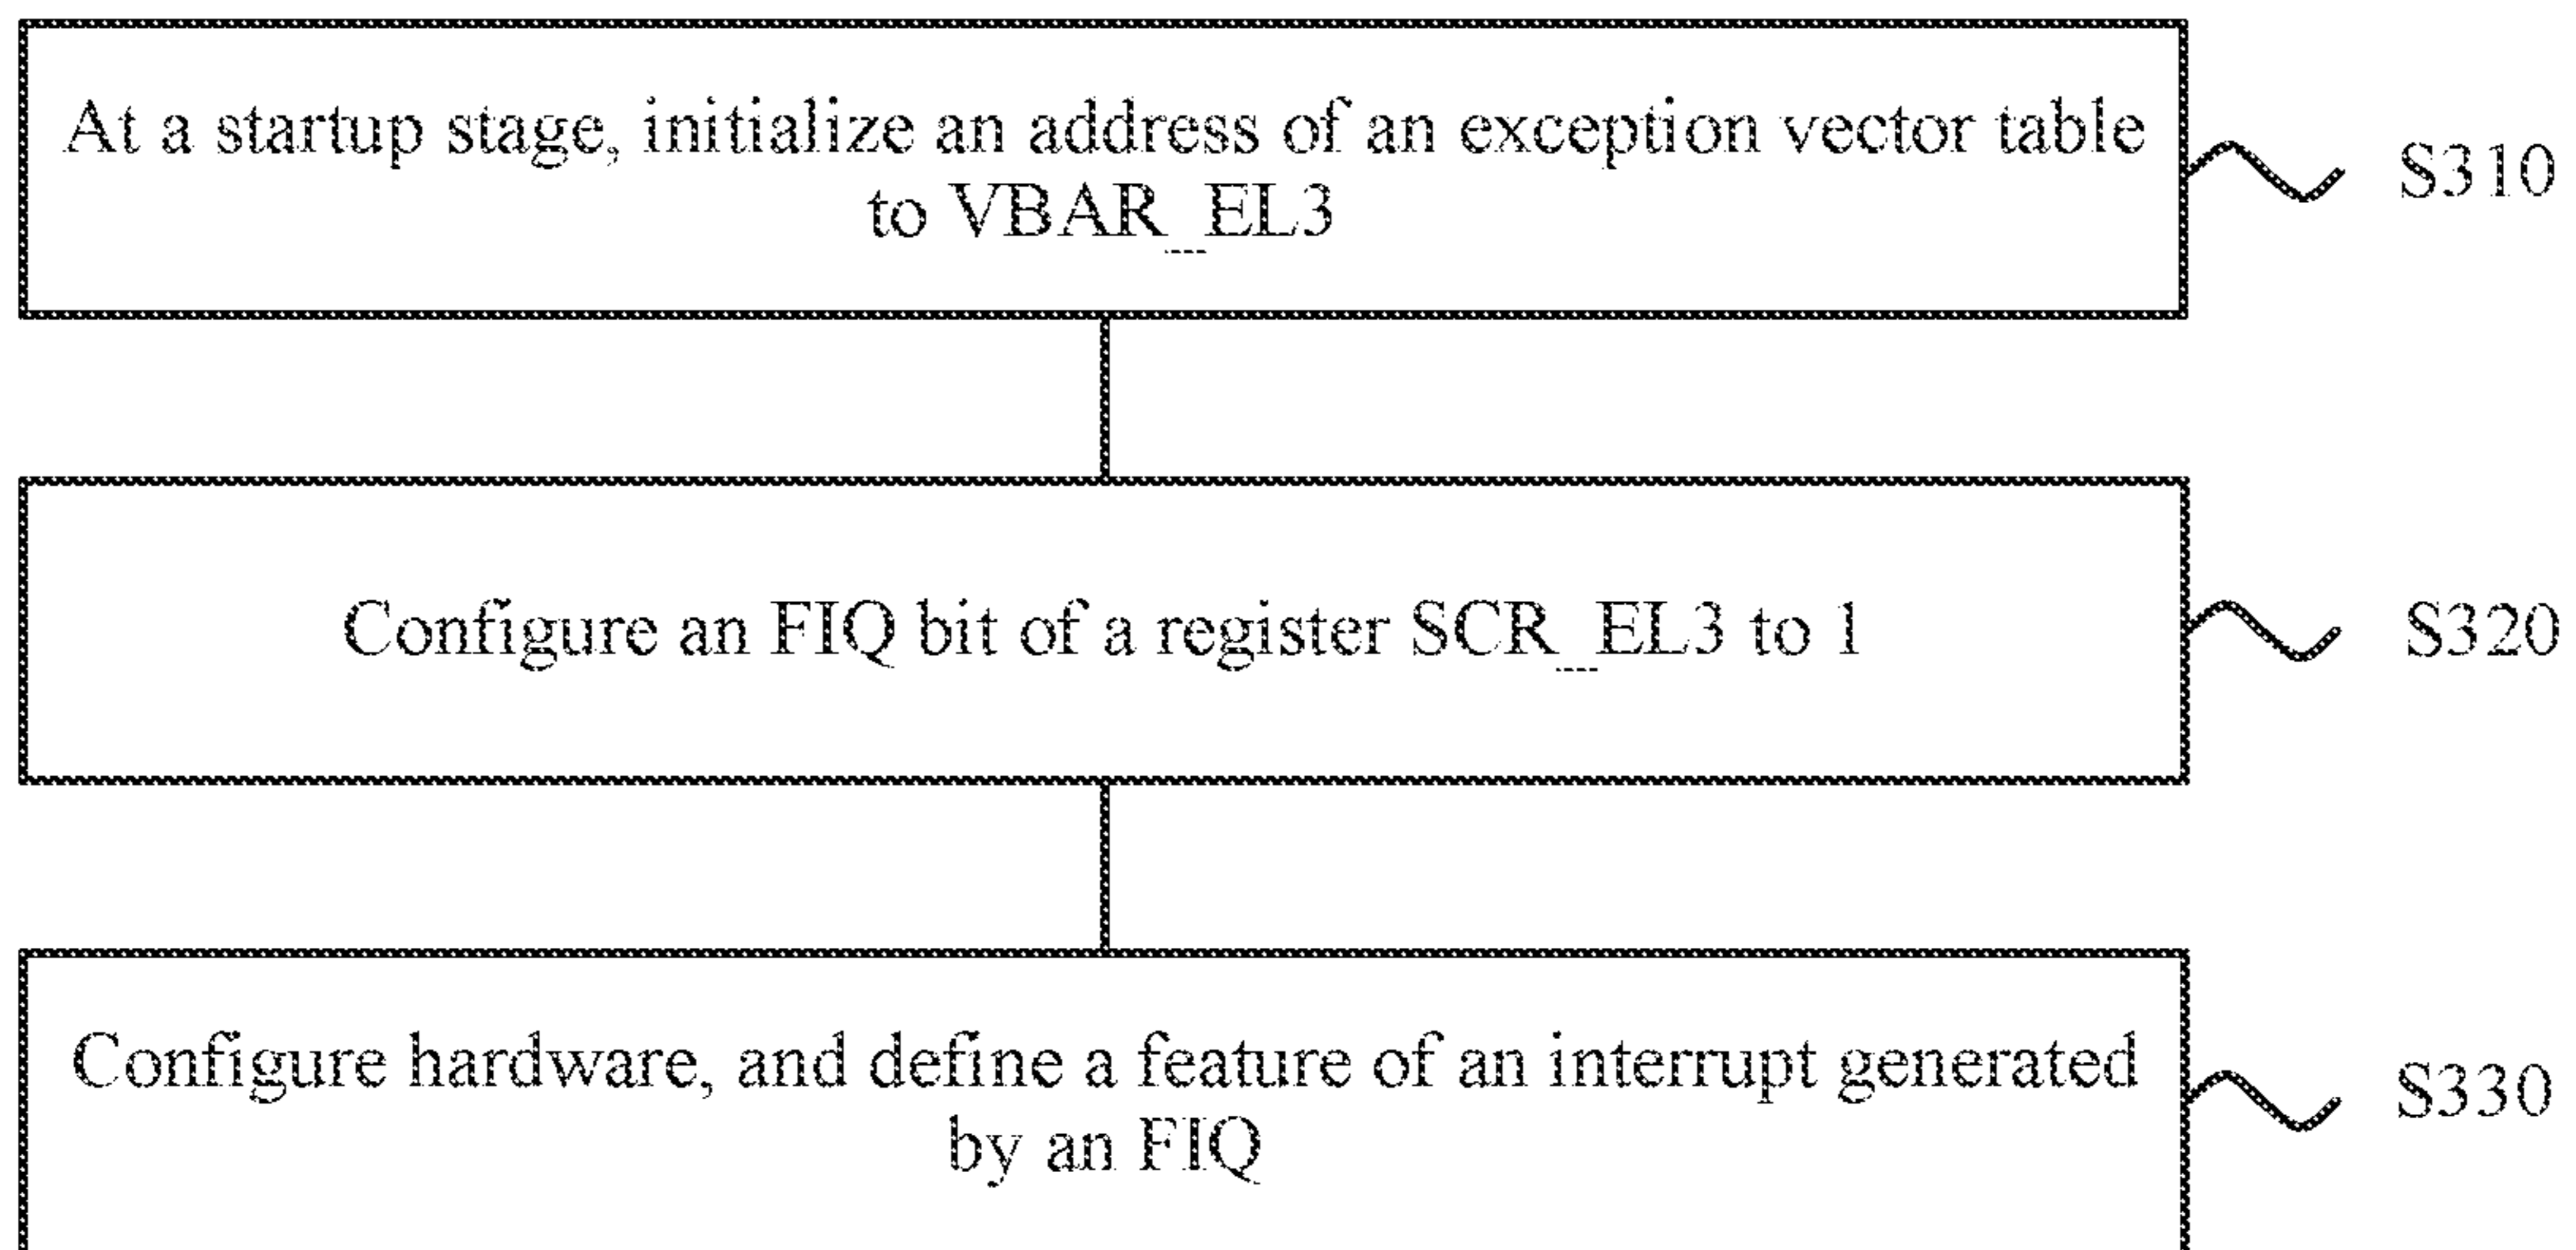 At a startup stage, initialize an address of an exception vector table
to VBAR_EL3
S310
Configure an FIQ bit of a register SCR_EL3 to 1
S320
Configure hardware, and define a feature of an interrupt generated
by an FIQ
S330